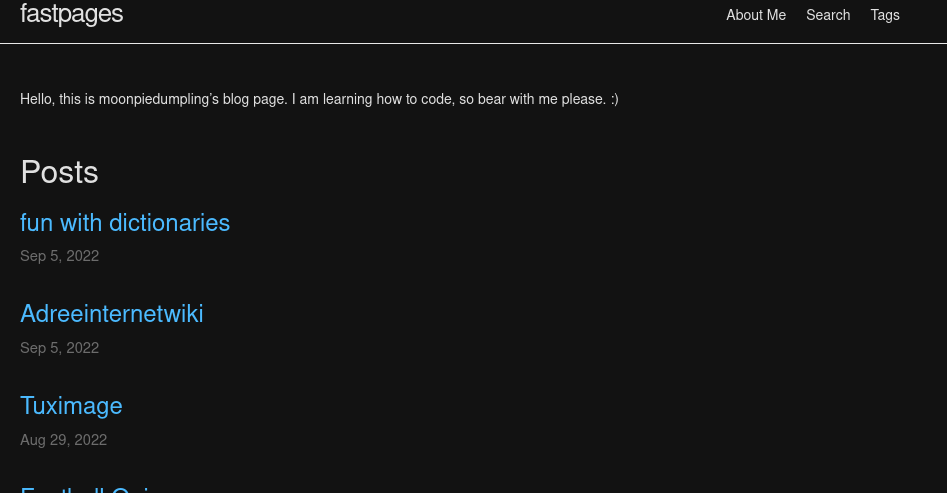 fastpages
About Me Search Tags
Hello, this is moonpiedumpling's blog page. I am learning how to code, so bear with me please. :)
Posts
fun with dictionaries
Sep 5, 2022
Adreeinternetwiki
Sep 5, 2022
Tuximage
Aug 29, 2022